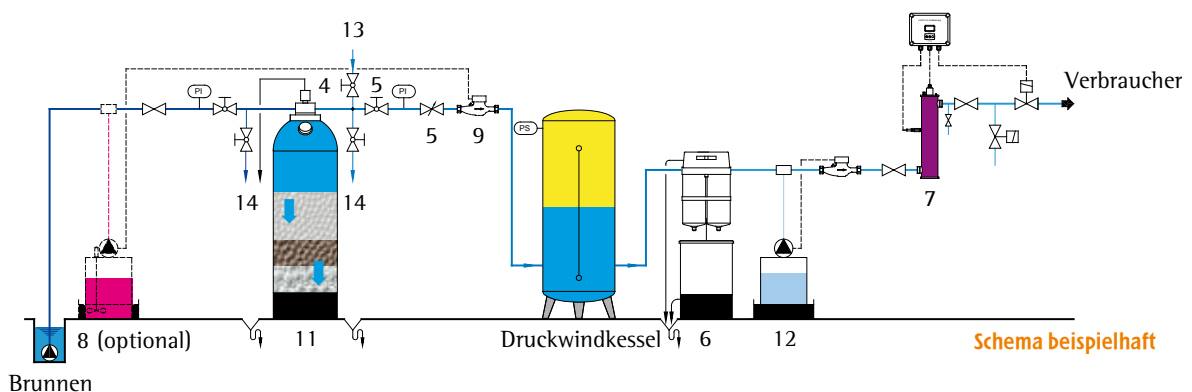 13
4
5
PI
PI
5
9
14
14
8 (optional)
11
Brunnen
PS
Druckwindkessel
6
12
7
Verbraucher
Schema beispielhaft